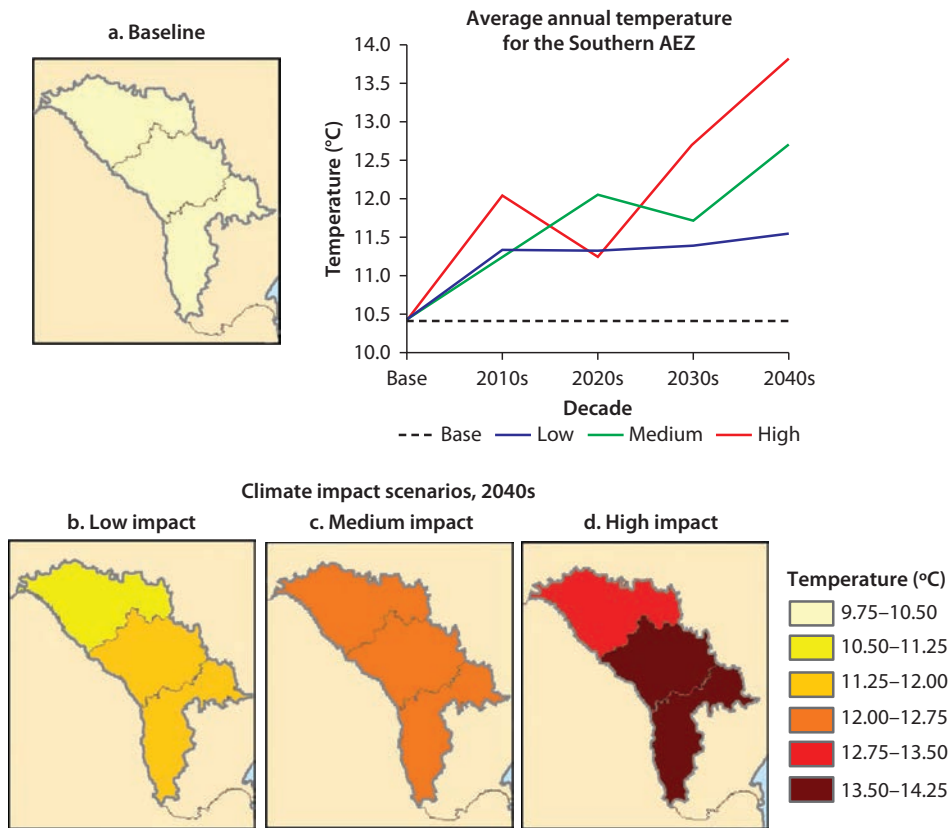 a. Baseline
Average annual temperature
for the Southern AEZ
14.0
13.5
13.0
12.5
12.0
11.5
11.0
10.5
10.0
Temperature (°C)
Base 2010s 2020s 2030s 2040s
Decade
Base Low Medium High
Climate impact scenarios, 2040s
b. Low impact
c. Medium impact
d. High impact
Temperature (ºC)
9.75–10.50
10.50–11.25
11.25–12.00
12.00–12.75
12.75–13.50
13.50–14.25